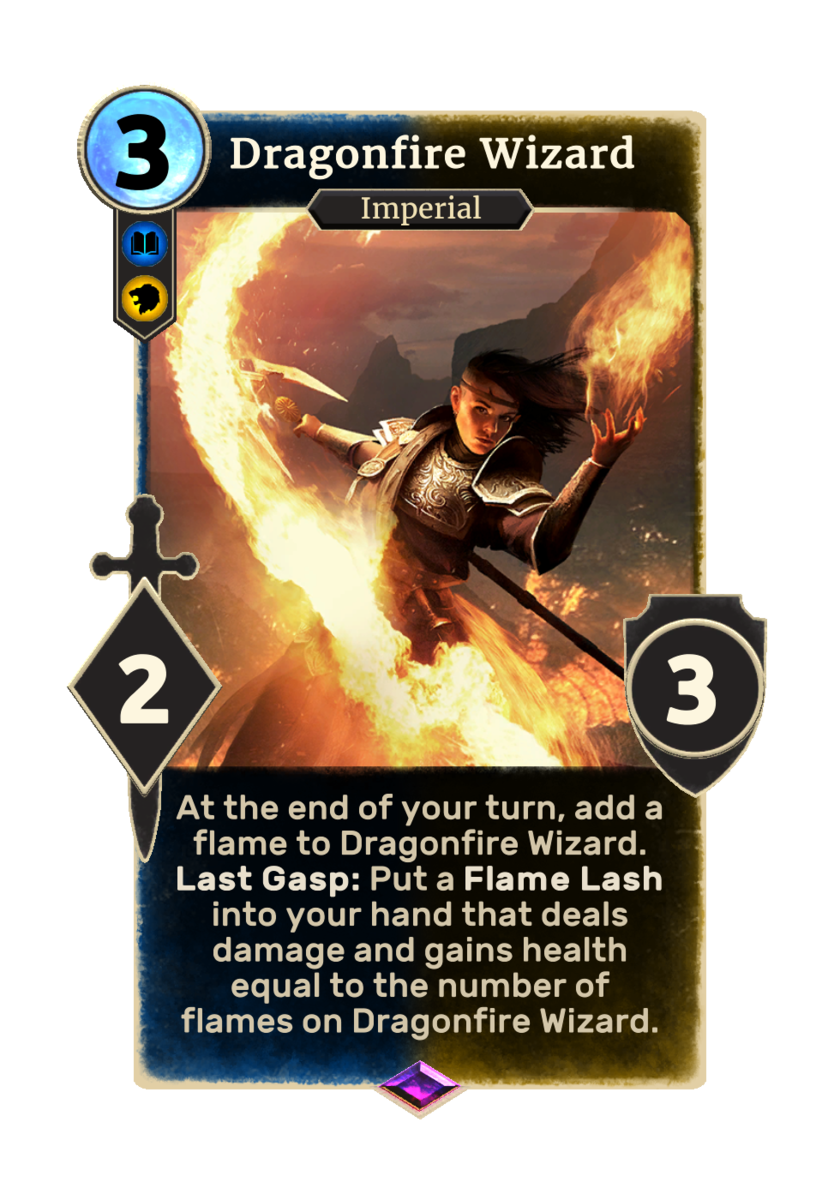 3
Dragonfire Wizard
Imperial
2
3
At the end of your turn, add a
flame to Dragonfire Wizard.
Last Gasp: Put a Flame Lash
into your hand that deals
damage and gains health
equal to the number of
flames on Dragonfire Wizard.